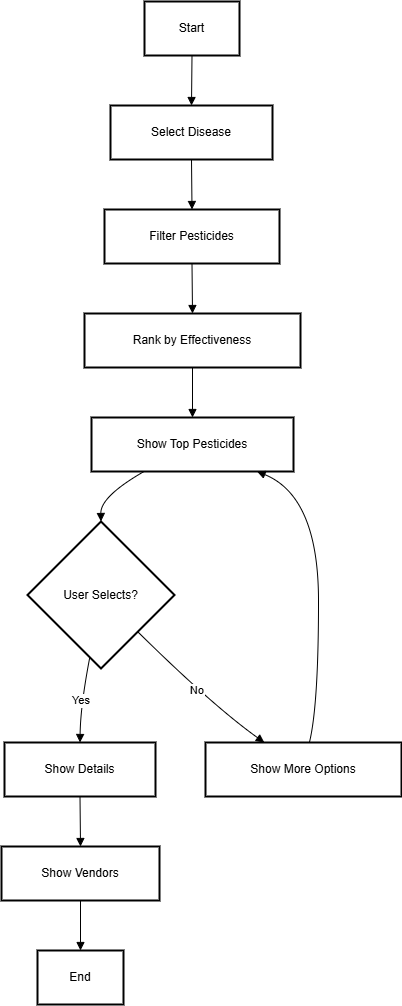 Start
Select Disease
Filter Pesticides
Rank by Effectiveness
Show Top Pesticides
User Selects?
Yes
No
Show Details
Show More Options
Show Vendors
End